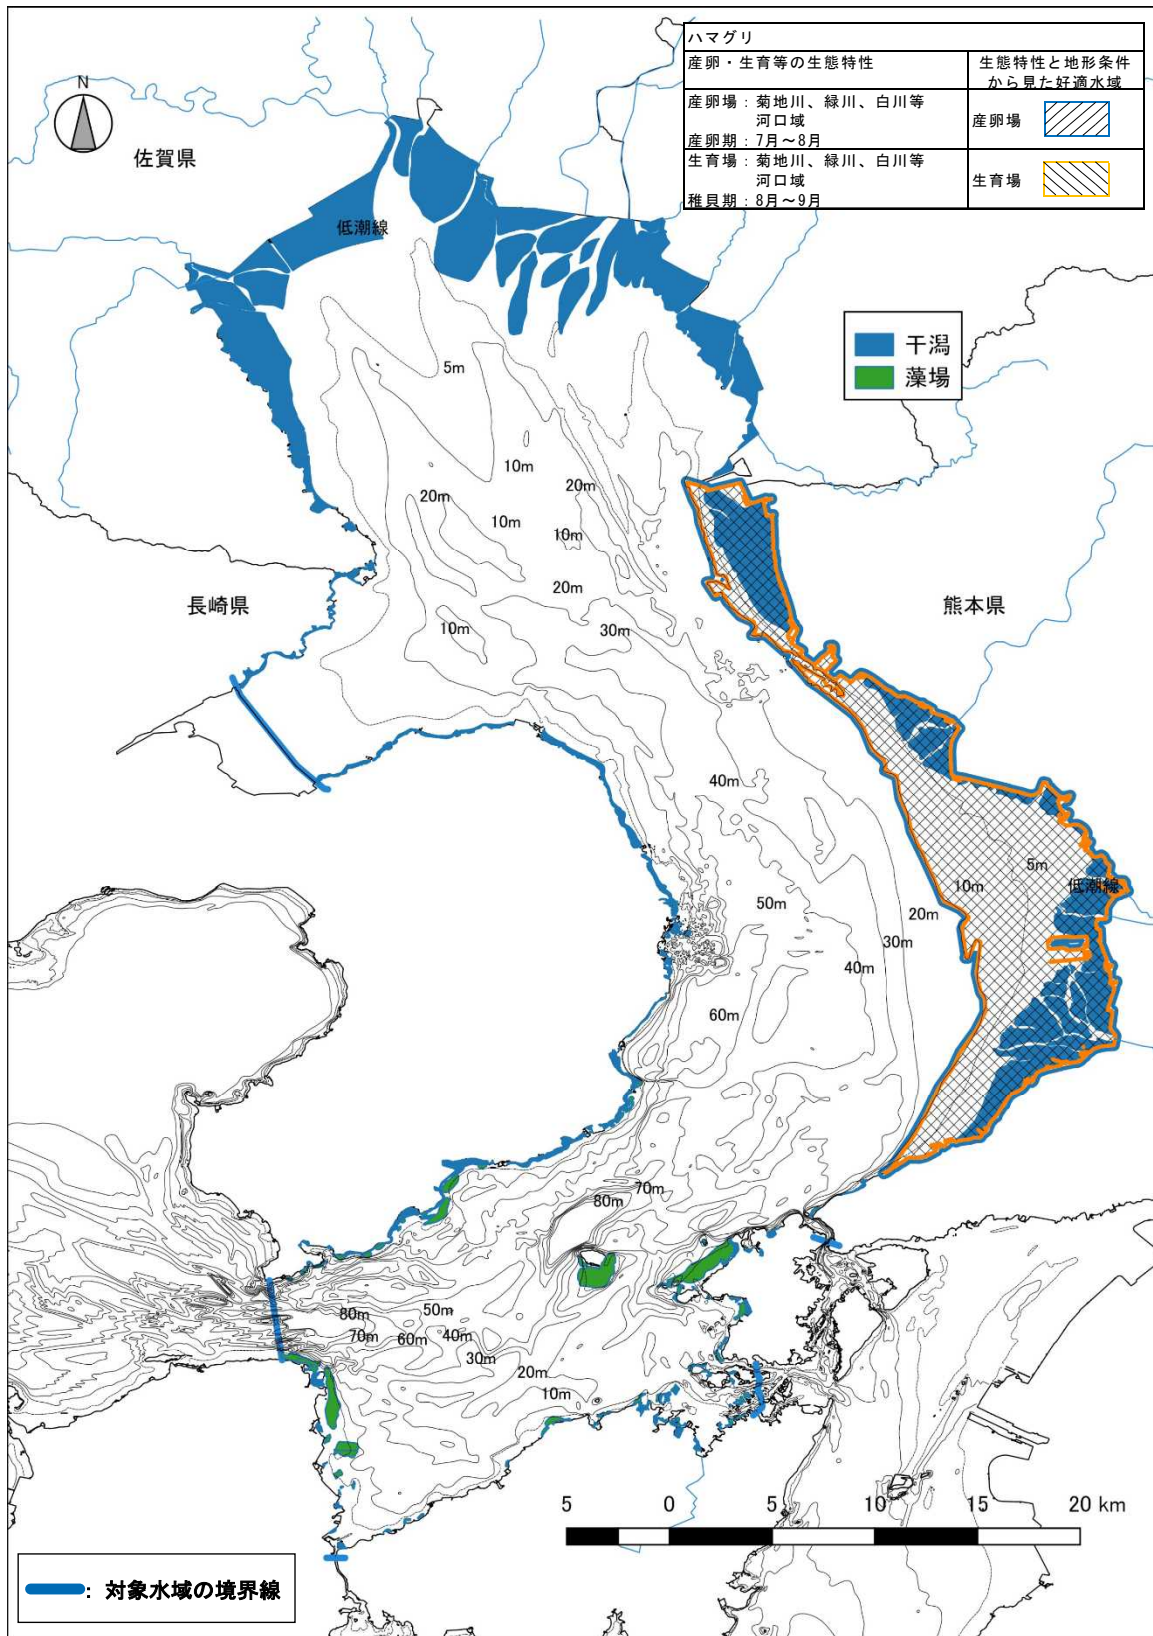 ハマグリ
産卵・生育等の生態特性
生態特性と地形条件
から見た好適水域
産卵場：菊地川、緑川、白川等
河口域
産卵期：7月～8月
産卵場
生育場：菊地川、緑川、白川等
河口域
稚貝期：8月～9月
生育場
N
佐賀県
低潮線
干潟
藻場
5m
10m
20m
20m
10m
10m
20m
長崎県
熊本県
10m
30m
40m
5m
低潮線
10m
50m
20m
30m
40m
60m
70m
80m
50m
80m
40m
70m
60m
30m
20m
10m
5 0 5 10 15 20 km
：対象水域の境界線